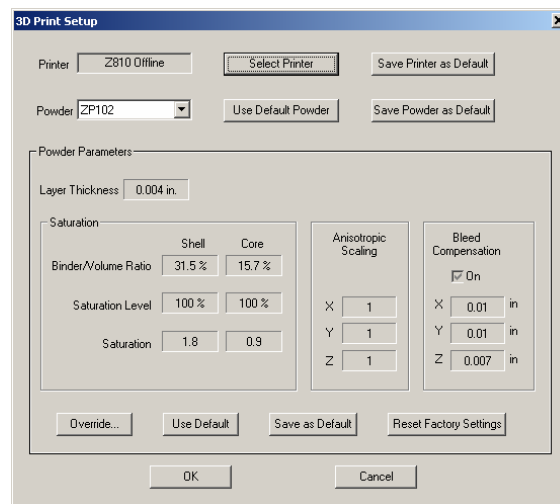 3D Print Setup
Printer Z810 Offline Select Printer Save Printer as Default
Powder ZP102 Use Default Powder Save Powder as Default
Powder Parameters
Layer Thickness 0.004 in.
Saturation
Shell Core
Binder/Volume Ratio 31.5 % 15.7 %
Saturation Level 100 % 100 %
Saturation 1.8 0.9
Anisotropic
Scaling
X 1
Y 1
Z 1
Bleed
Compensation
On
X 0.01 in
Y 0.01 in
Z 0.007 in
Override... Use Default Save as Default Reset Factory Settings
OK Cancel